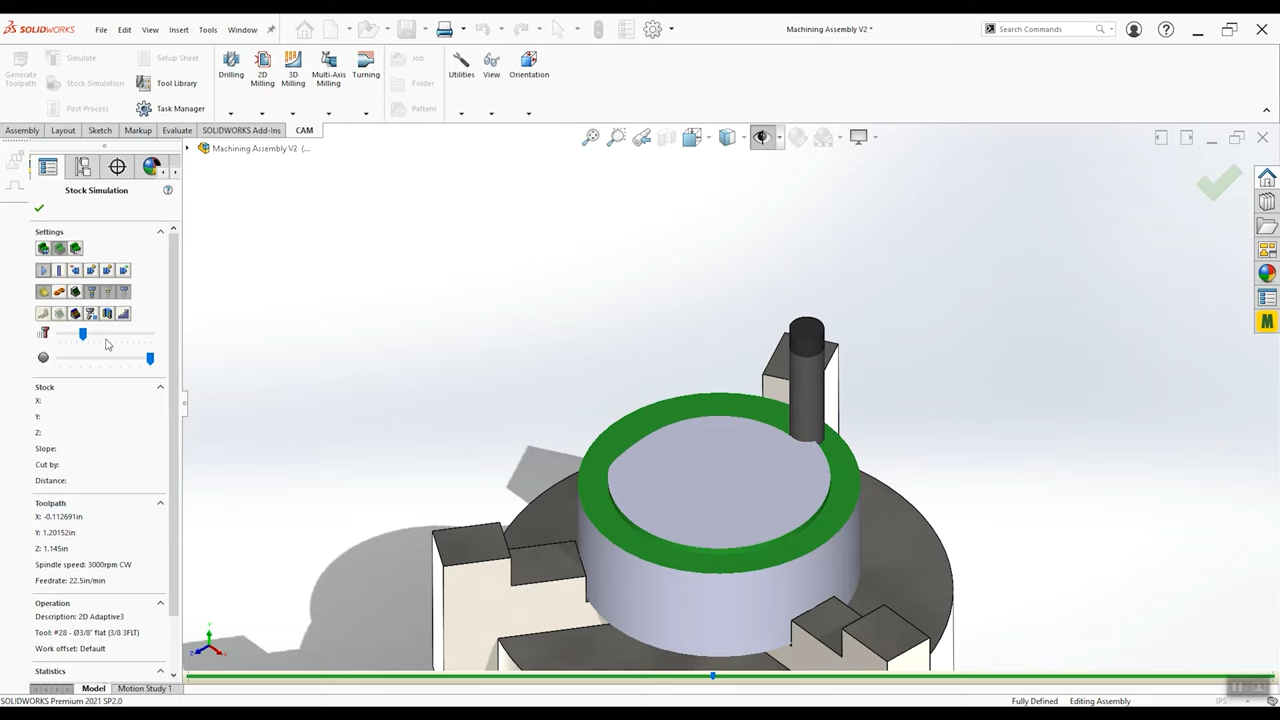 SOLIDWORKS File Edit View Insert Tools Window Machining Assembly V2 * Search Commands
Generate Toolpath
Simulate Setup Sheet
Stock Simulation Tool Library
Post Process Task Manager
Drilling
2D Milling
3D Milling
Multi-Axis Milling
Turning
Job
Folder
Pattern
Utilities
View
Orientation
Assembly Layout Sketch Markup Evaluate SOLIDWORKS Add-Ins CAM
Machining Assembly V2 (...
Stock Simulation
Settings
Stock
X:
Y:
Z:
Slope:
Cut by:
Distance:
Toolpath
X: -0.112691in
Y: 1.20152in
Z: 1.145in
Spindle speed: 3000rpm CW
Feedrate: 22.5in/min
Operation
Description: 2D Adaptive3
Tool: #28 - Ø3/8" flat (3/8 3FLT)
Work offset: Default
Statistics
Model Motion Study 1
SOLIDWORKS Premium 2021 SP2.0 Fully Defined Editing Assembly IPS